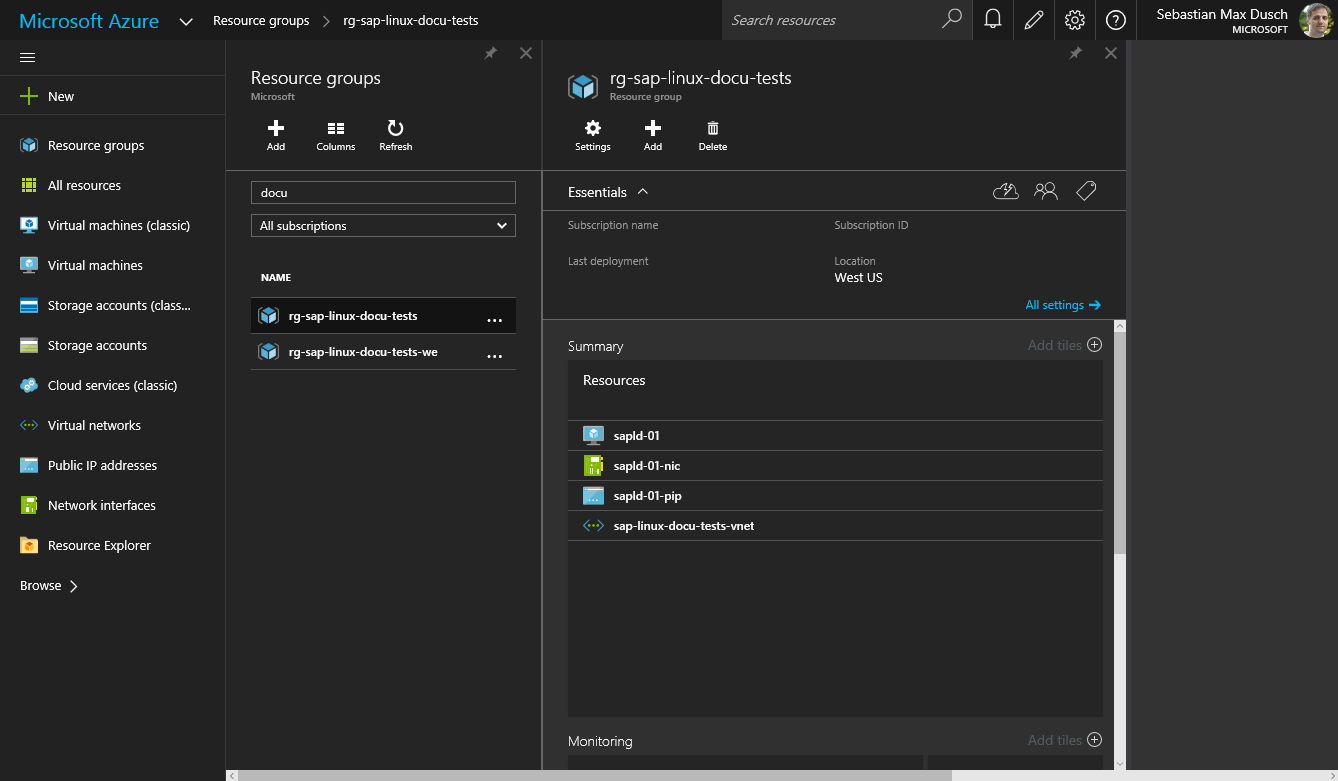 Microsoft Azure
Resource groups
rg-sap-linux-docu-tests
Search resources
Sebastian Max Dusch
MICROSOFT
New
Resource groups
All resources
Virtual machines (classic)
Virtual machines
Storage accounts (class...
Storage accounts
Cloud services (classic)
Virtual networks
Public IP addresses
Network interfaces
Resource Explorer
Browse
Resource groups
Microsoft
Add
Columns
Refresh
docu
All subscriptions
NAME
rg-sap-linux-docu-tests
...
rg-sap-linux-docu-tests-we
...
rg-sap-linux-docu-tests
Resource group
Settings
Add
Delete
Essentials
Subscription name
Subscription ID
Last deployment
Location
West US
All settings
Summary
Add tiles
Resources
sapld-01
sapld-01-nic
sapld-01-pip
sap-linux-docu-tests-vnet
Monitoring
Add tiles